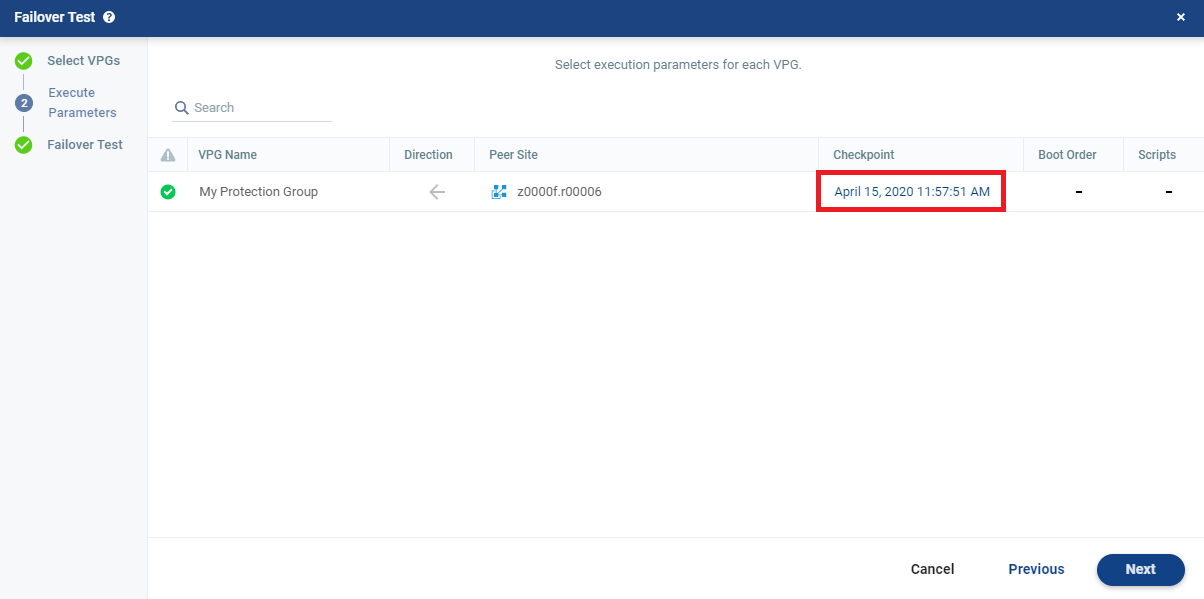 Failover Test ?
×
Select VPGs
2 Execute
Parameters
Failover Test
Select execution parameters for each VPG.
Search
VPG Name Direction Peer Site Checkpoint Boot Order Scripts
My Protection Group z0000f.r00006 April 15, 2020 11:57:51 AM - -
Cancel Previous Next